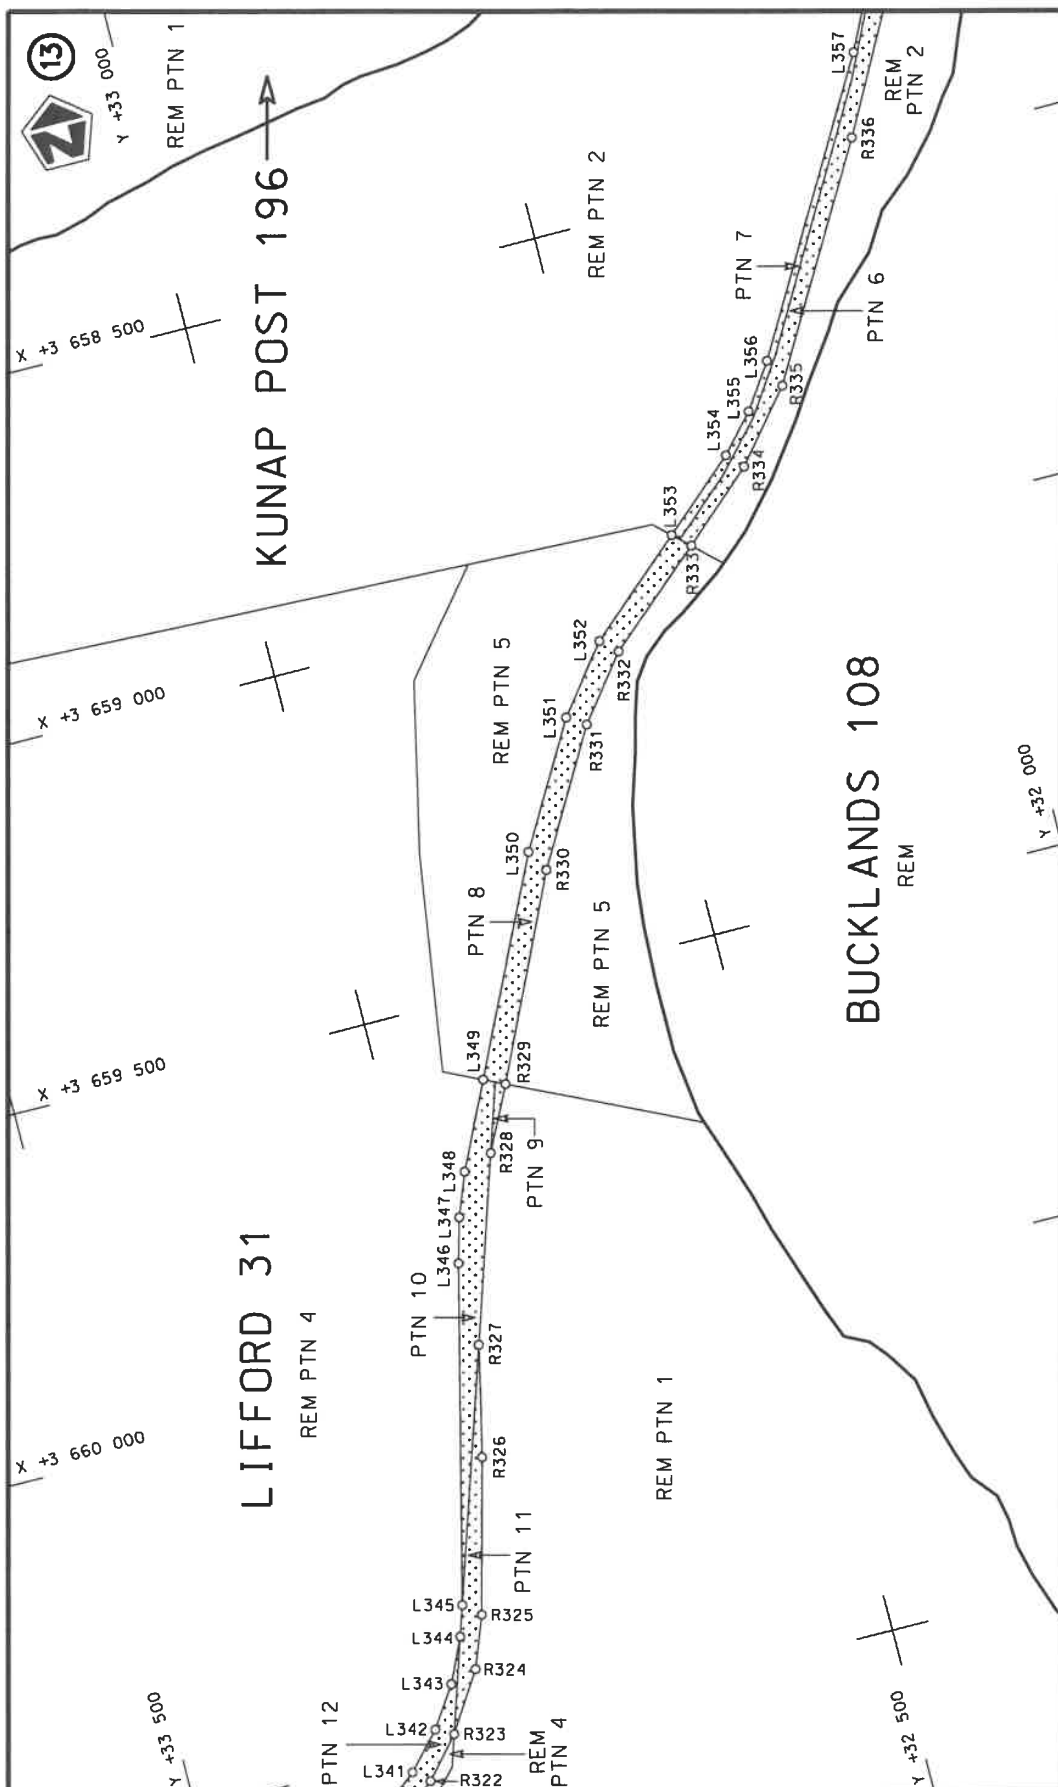 13
Y +33 000
REM PTN 1
X +3 658 500
KUNAP POST 196
REM PTN 2
L357
REM
PTN 2
R336
PTN 7
PTN 6
L356
L355
R335
L354
R334
L353
R333
X +3 659 000
REM PTN 5
L352
R332
L351
R331
L350
R330
PTN 8
REM PTN 5
BUCKLANDS 108
REM
Y +32 000
X +3 659 500
L349
R329
L348
R328
PTN 9
L347
L346
LIFFORD 31
REM PTN 4
PTN 10
R327
R326
REM PTN 1
X +3 660 000
PTN 11
L345
R325
L344
R324
L343
L342
R323
L341
R322
PTN 12
REM
PTN 4
Y +33 500
Y +32 500